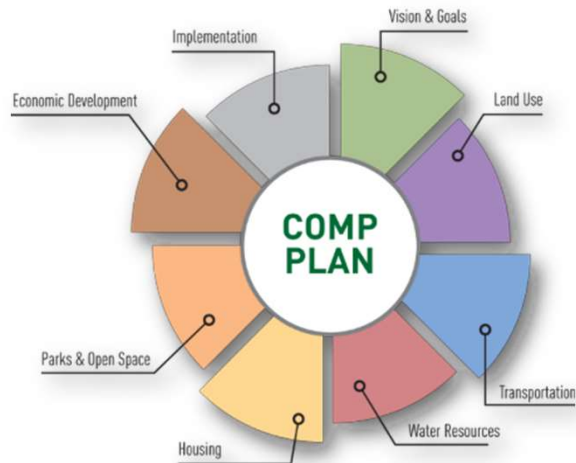 Vision & Goals
Implementation
Economic Development
Land Use
COMP
PLAN
Parks & Open Space
Transportation
Water Resources
Housing